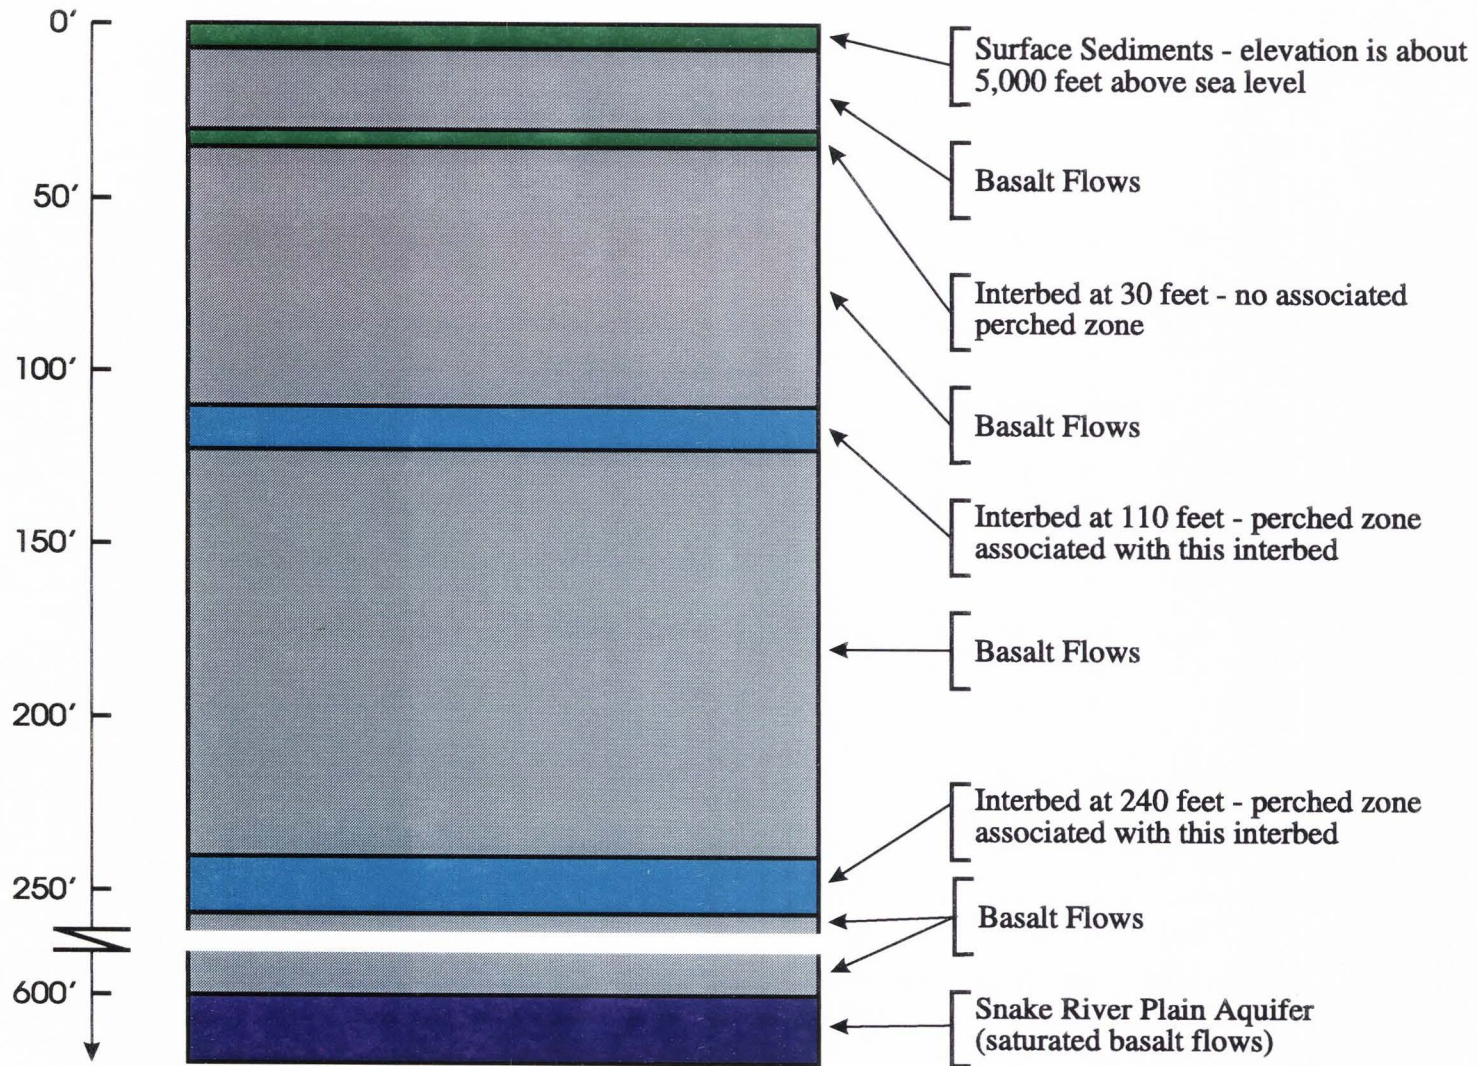 0'
50'
100'
150'
200'
250'
600'
Surface Sediments - elevation is about
5,000 feet above sea level
Basalt Flows
Interbed at 30 feet - no associated
perched zone
Basalt Flows
Interbed at 110 feet - perched zone
associated with this interbed
Basalt Flows
Interbed at 240 feet - perched zone
associated with this interbed
Basalt Flows
Snake River Plain Aquifer
(saturated basalt flows)